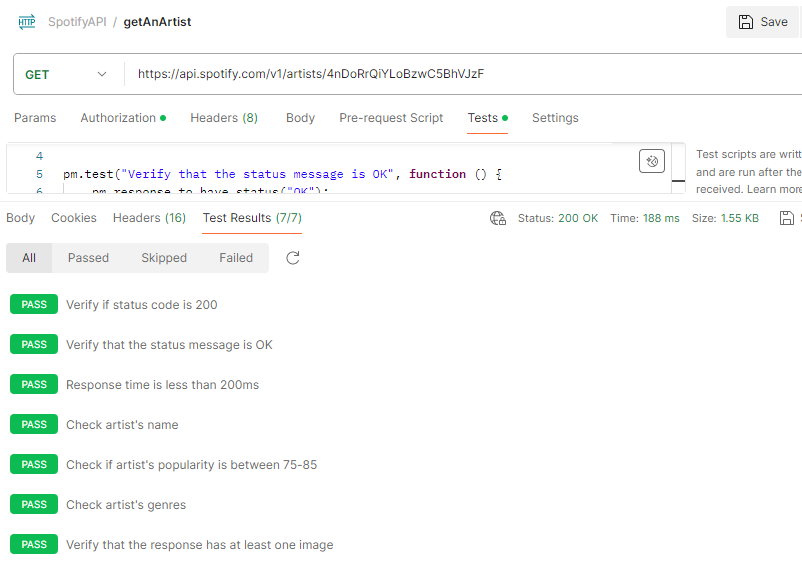 HTTP SpotifyAPI / getAnArtist Save
GET https://api.spotify.com/v1/artists/4nDoRrQiYLoBzwC5BhVJzF
Params Authorization Headers (8) Body Pre-request Script Tests Settings
4
5 pm.test("Verify that the status message is OK", function () {
6 pm.response.to.have.status("OK");
Test scripts are writt
and are run after the
received. Learn more
Body Cookies Headers (16) Test Results (7/7) Status: 200 OK Time: 188 ms Size: 1.55 KB
All Passed Skipped Failed
PASS Verify if status code is 200
PASS Verify that the status message is OK
PASS Response time is less than 200ms
PASS Check artist's name
PASS Check if artist's popularity is between 75-85
PASS Check artist's genres
PASS Verify that the response has at least one image